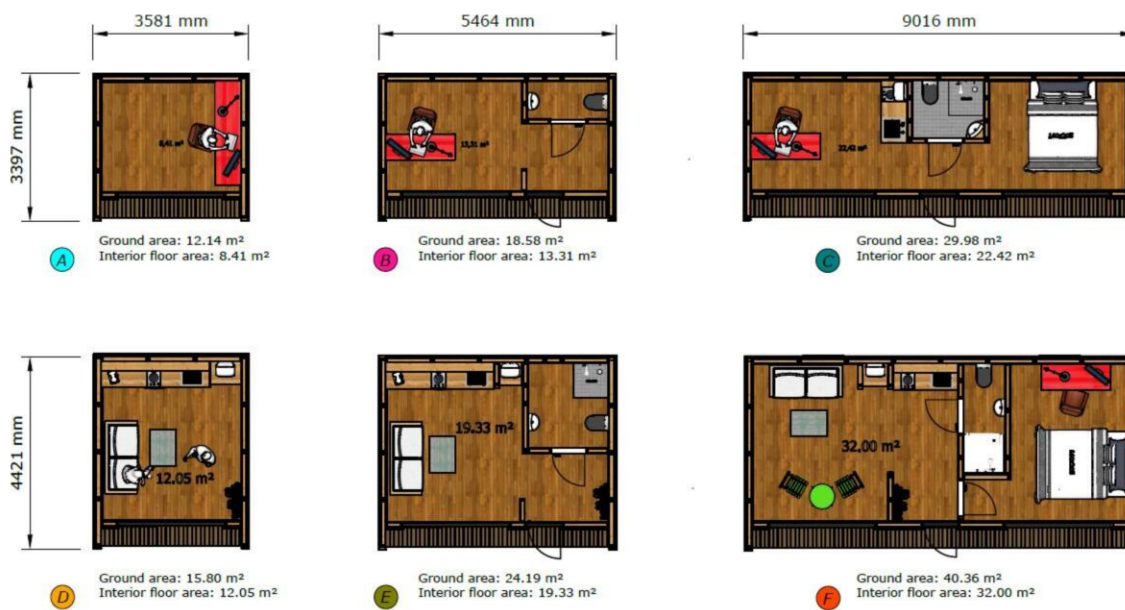 3581 mm
5464 mm
9016 mm
3397 mm
8,41 m²
13,31 m²
22,42 m²
A
Ground area: 12.14 m²
Interior floor area: 8.41 m²
B
Ground area: 18.58 m²
Interior floor area: 13.31 m²
C
Ground area: 29.98 m²
Interior floor area: 22.42 m²
4421 mm
12.05 m²
19.33 m²
32.00 m²
D
Ground area: 15.80 m²
Interior floor area: 12.05 m²
E
Ground area: 24.19 m²
Interior floor area: 19.33 m²
F
Ground area: 40.36 m²
Interior floor area: 32.00 m²